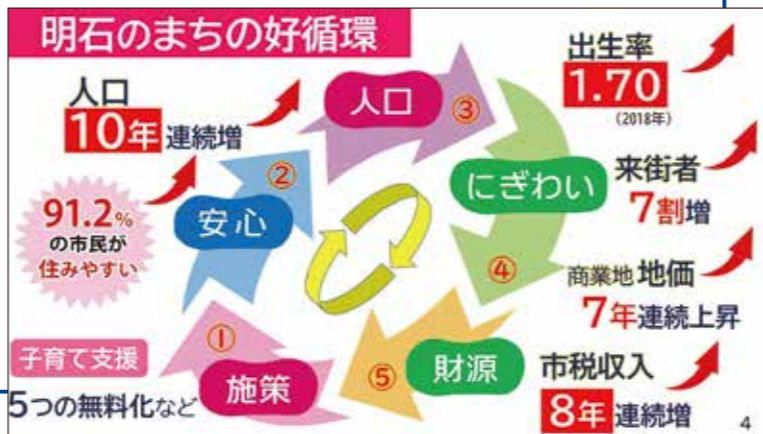 明石のまちの好循環
人口
10年連続増
91.2%
の市民が
住みやすい
子育て支援
5つの無料化など
①
施策
②
安心
③
人口
④
にぎわい
⑤
財源
出生率
1.70
(2018年)
来街者
7割増
商業地地価
7年連続上昇
市税収入
8年連続増
4